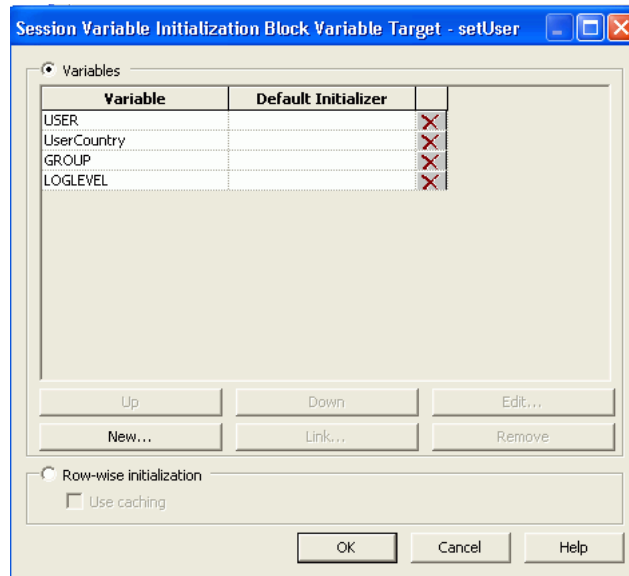 Session Variable Initialization Block Variable Target - setUser
Variables
Variable Default Initializer
USER
UserCountry
GROUP
LOGLEVEL
Up Down Edit...
New... Link... Remove
Row-wise initialization
Use caching
OK Cancel Help